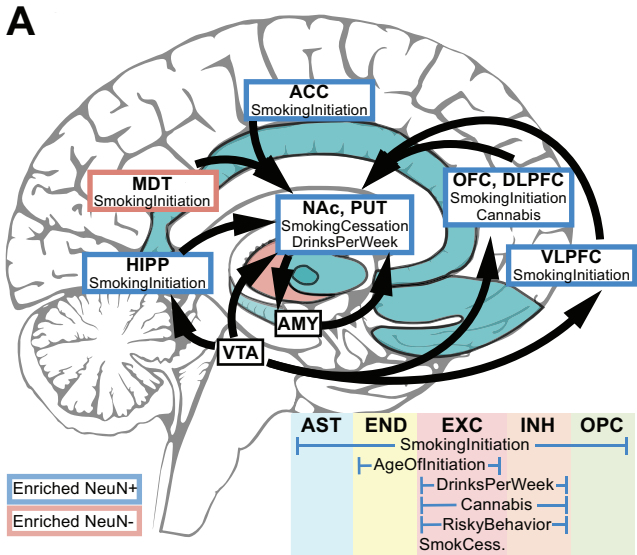 A
ACC
SmokingInitiation
MDT
SmokingInitiation
NAc, PUT
SmokingCessation
DrinksPerWeek
OFC, DLPFC
SmokingInitiation
Cannabis
VLPFC
SmokingInitiation
HIPP
SmokingInitiation
AMY
VTA
AST END EXC INH OPC
SmokingInitiation
AgeOfInitiation
DrinksPerWeek
Cannabis
RiskyBehavior
SmokCess.
Enriched NeuN+
Enriched NeuN-